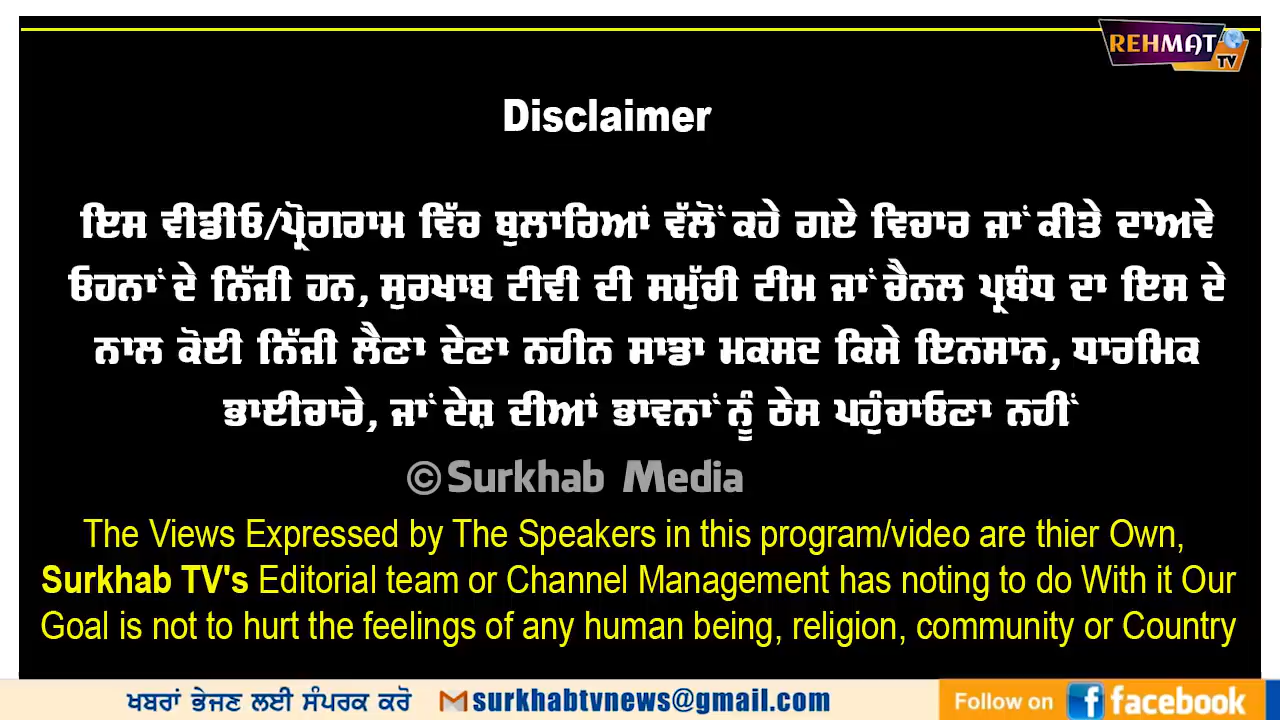 REHMAT
TV
Disclaimer
ਇਸ ਵੀਡੀਓ/ਪ੍ਰੋਗਰਾਮ ਵਿੱਚ ਬੁਲਾਰਿਆਂ ਵੱਲੋਂ ਕਹੇ ਗਏ ਵਿਚਾਰ ਜਾਂ ਕੀਤੇ ਦਾਅਵੇ
ਓਹਨਾਂ ਦੇ ਨਿੱਜੀ ਹਨ, ਸੁਰਖਾਬ ਟੀਵੀ ਦੀ ਸਮੁੱਚੀ ਟੀਮ ਜਾਂ ਚੈਨਲ ਪ੍ਰਬੰਧ ਦਾ ਇਸ ਦੇ
ਨਾਲ ਕੋਈ ਨਿੱਜੀ ਲੈਣਾ ਦੇਣਾ ਨਹੀਨ ਸਾਡਾ ਮਕਸਦ ਕਿਸੇ ਇਨਸਾਨ, ਧਾਰਮਿਕ
ਭਾਈਚਾਰੇ, ਜਾਂ ਦੇਸ਼ ਦੀਆਂ ਭਾਵਨਾਂ ਨੂੰ ਠੇਸ ਪਹੁੰਚਾਓਣਾ ਨਹੀਂ
©Surkhab Media
The Views Expressed by The Speakers in this program/video are thier Own,
Surkhab TV's Editorial team or Channel Management has noting to do With it Our
Goal is not to hurt the feelings of any human being, religion, community or Country
ਖਬਰਾਂ ਭੇਜਣ ਲਈ ਸੰਪਰਕ ਕਰੋ surkhabtvnews@gmail.com Follow on facebook